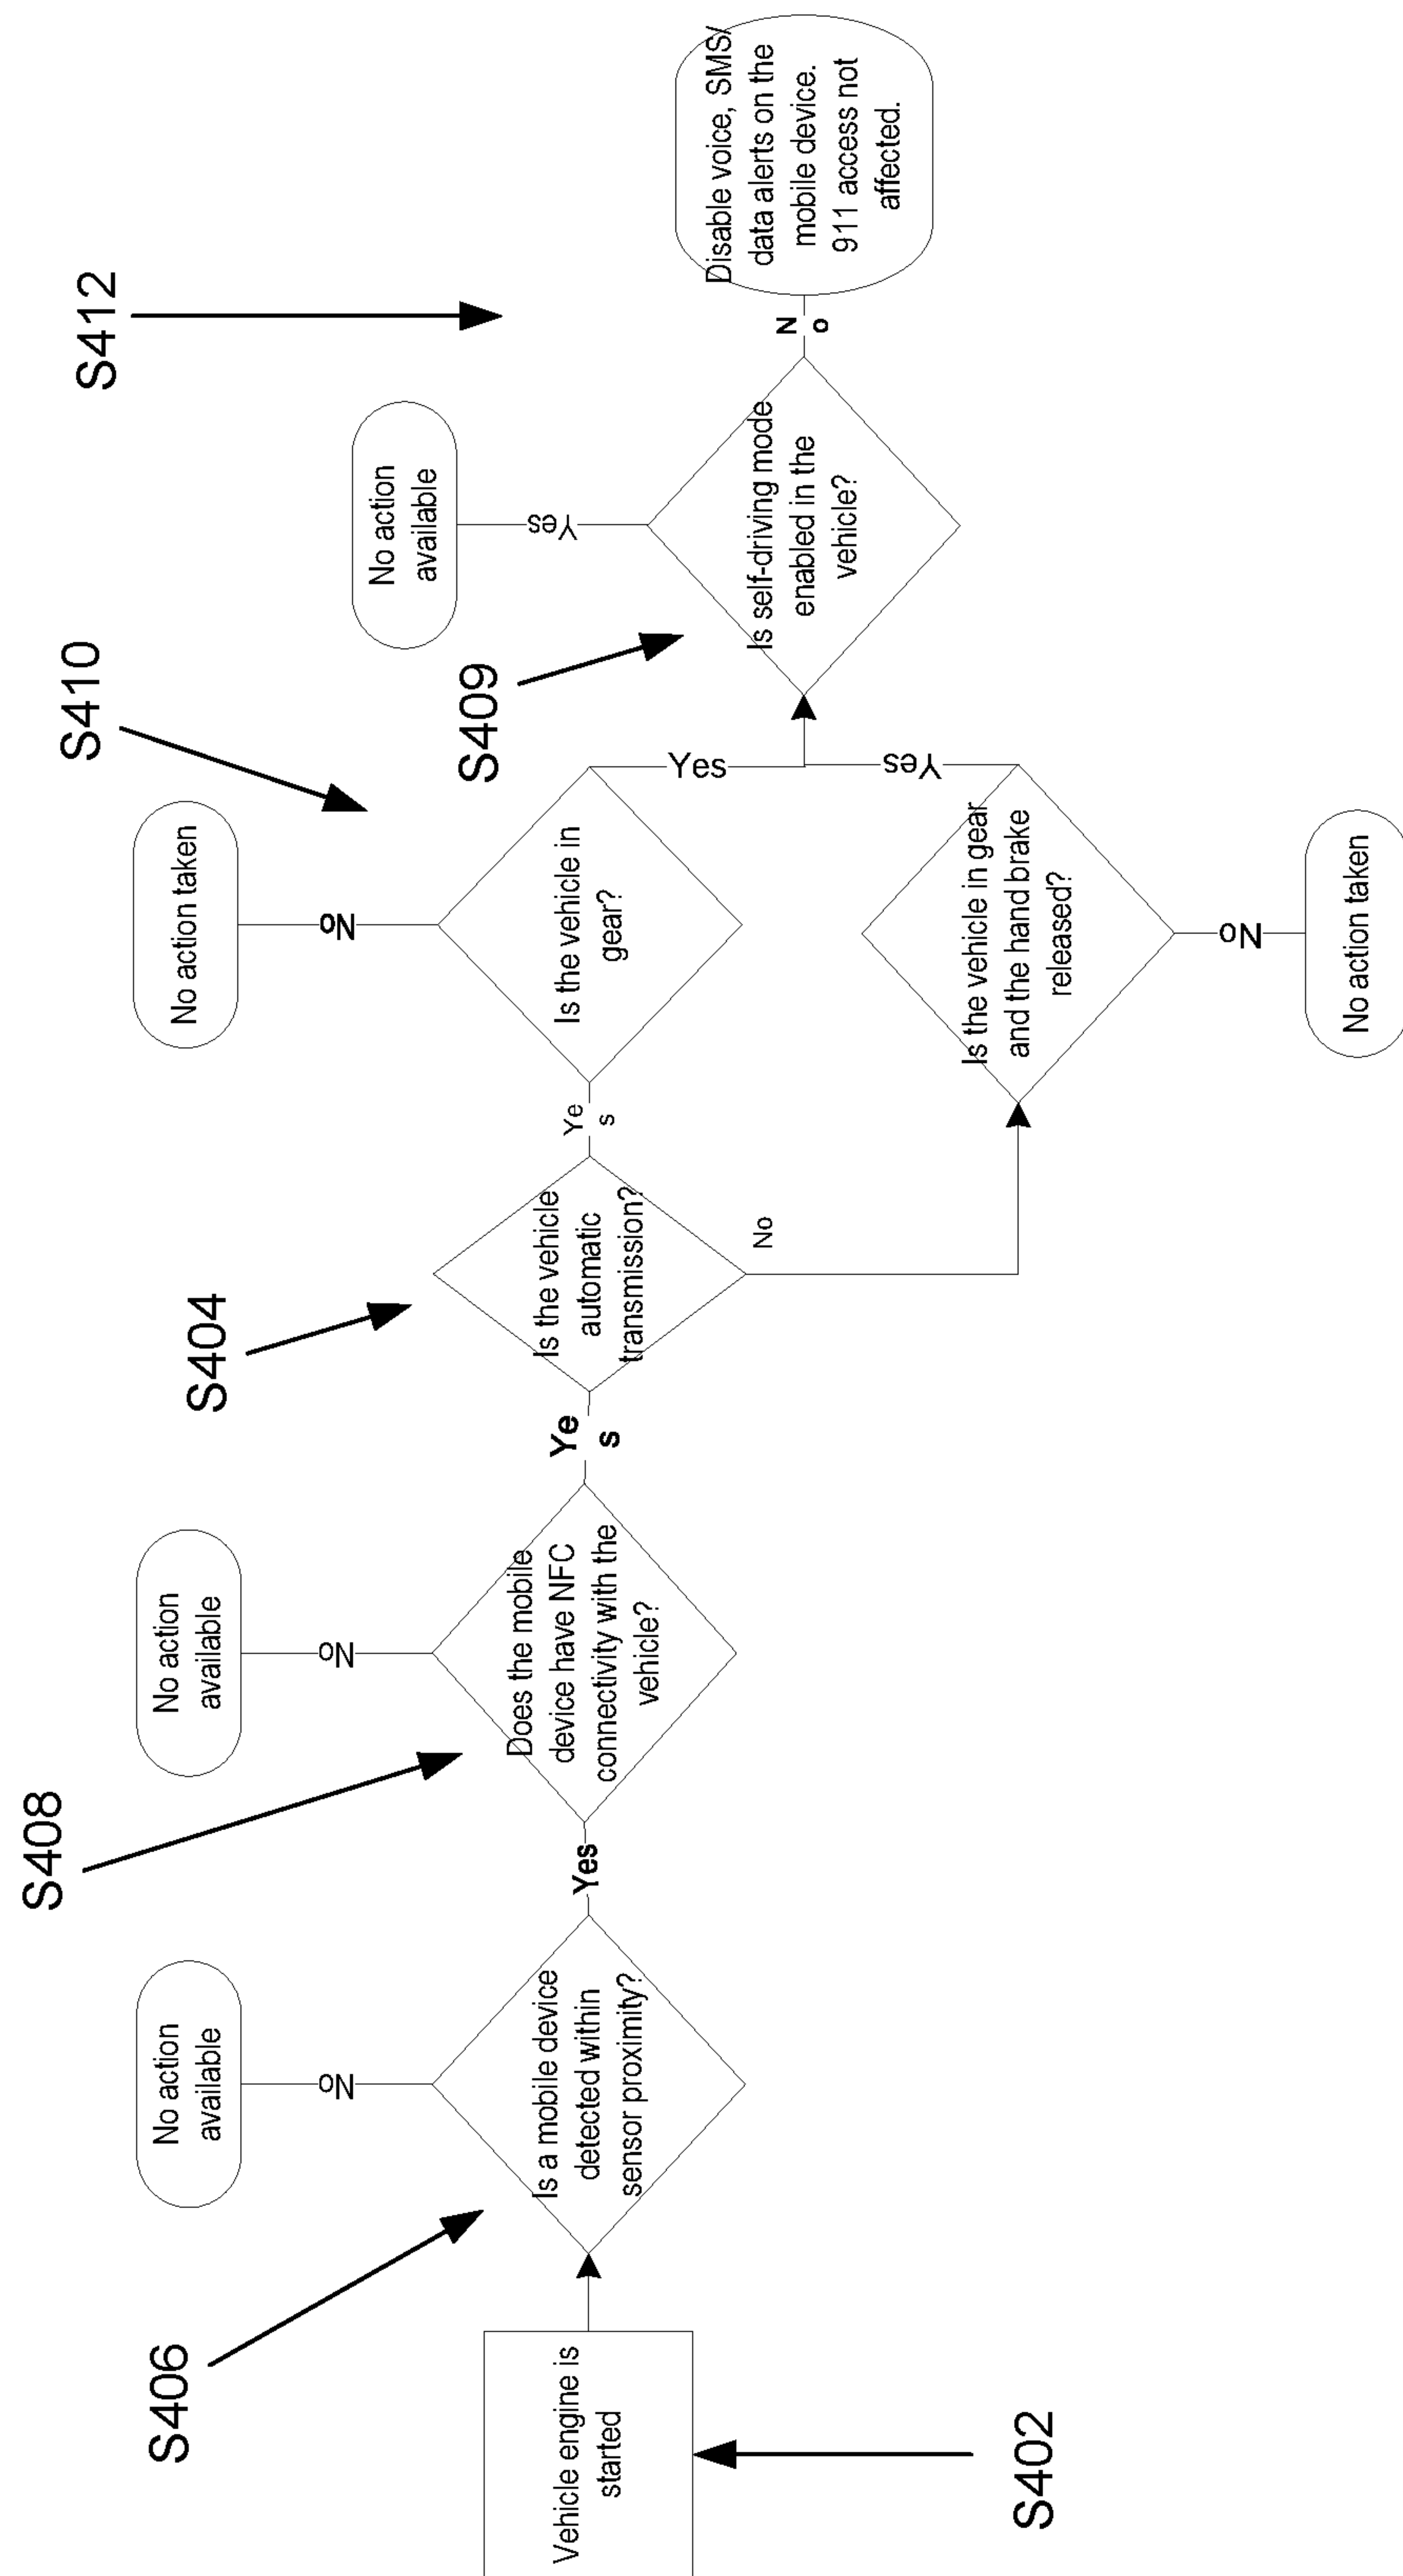 S402
Vehicle engine is
started
S406
Is a mobile device
detected within
sensor proximity?
No
No action
available
Yes
S408
Does the mobile
device have NFC
connectivity with the
vehicle?
No
No action
available
Ye
s
S404
Is the vehicle
automatic
transmission?
Ye
s
No
S410
Is the vehicle in
gear?
No
No action taken
Yes
Is the vehicle in gear
and the hand brake
released?
No
No action taken
Yes
S409
Is self-driving mode
enabled in the
vehicle?
Yes
No action
available
N
o
S412
Disable voice, SMS/
data alerts on the
mobile device.
911 access not
affected.